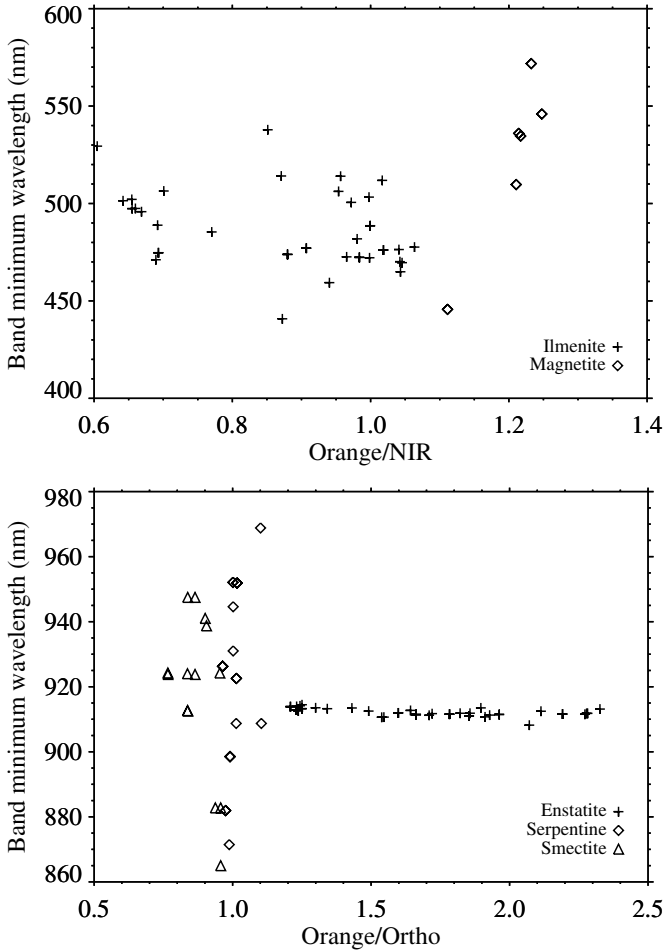 600
550
500
450
400
Band minimum wavelength (nm)
Ilmenite
Magnetite
0.6 0.8 1.0 1.2 1.4
Orange/NIR
980
960
940
920
900
880
860
Band minimum wavelength (nm)
Enstatite
Serpentine
Smectite
0.5 1.0 1.5 2.0 2.5
Orange/Ortho